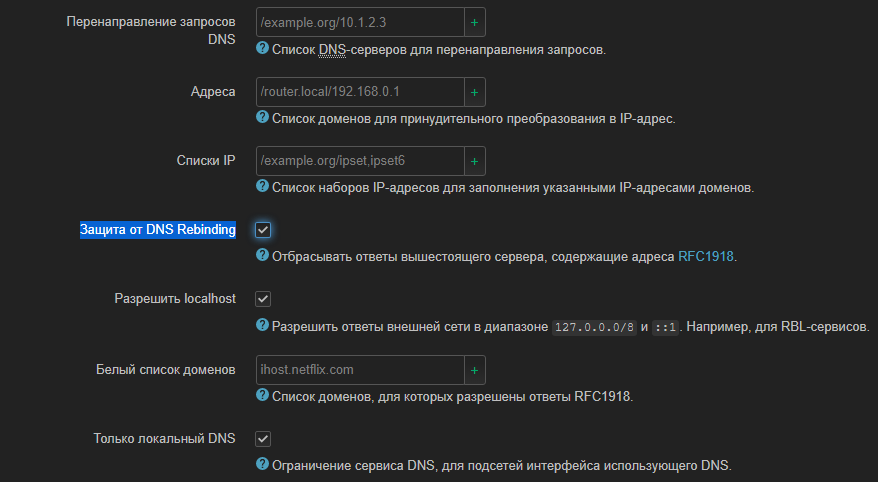 Перенаправление запросов
DNS
/example.org/10.1.2.3
+
? Список DNS-серверов для перенаправления запросов.
Адреса
/router.local/192.168.0.1
+
? Список доменов для принудительного преобразования в IP-адрес.
Списки IP
/example.org/ipset,ipset6
+
? Список наборов IP-адресов для заполнения указанными IP-адресами доменов.
Защита от DNS Rebinding
? Отбрасывать ответы вышестоящего сервера, содержащие адреса RFC1918.
Разрешить localhost
? Разрешить ответы внешней сети в диапазоне 127.0.0.0/8 и ::1. Например, для RBL-сервисов.
Белый список доменов
ihost.netflix.com
+
? Список доменов, для которых разрешены ответы RFC1918.
Только локальный DNS
? Ограничение сервиса DNS, для подсетей интерфейса использующего DNS.